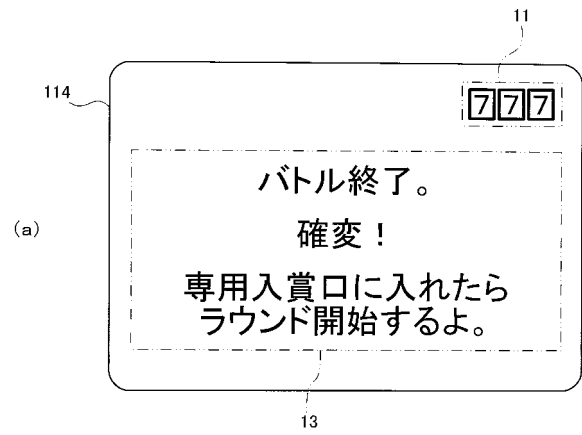 11
114
777
バトル終了。
(a)
確変！
専用入賞口に入れたら
ラウンド開始するよ。
13